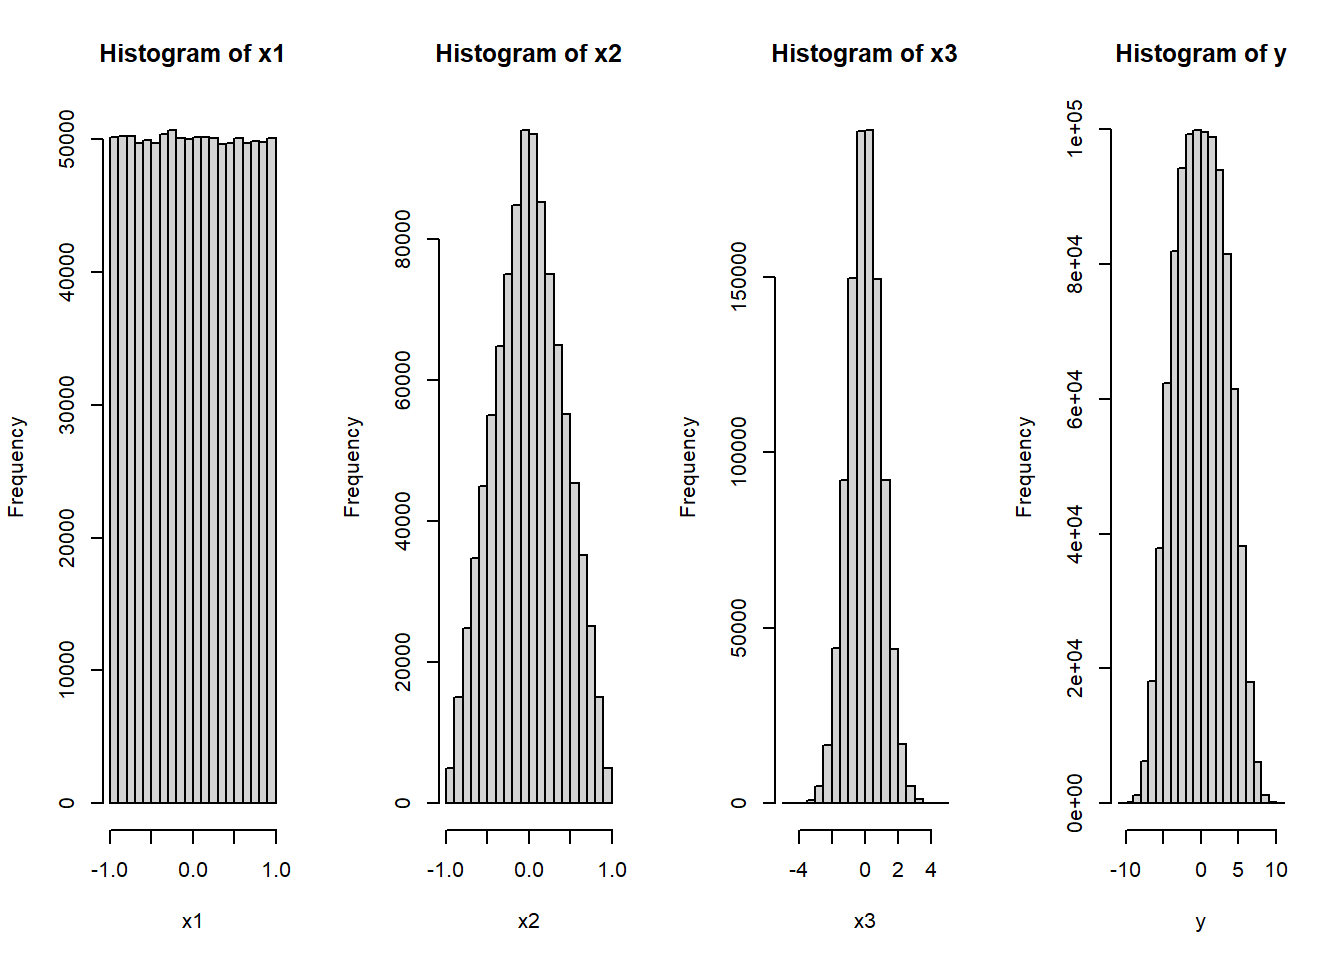 Histogram of x1
Frequency
50000
40000
30000
20000
10000
0
-1.0 0.0 1.0
x1
Histogram of x2
Frequency
80000
60000
40000
20000
0
-1.0 0.0 1.0
x2
Histogram of x3
Frequency
150000
100000
50000
0
-4 0 2 4
x3
Histogram of y
Frequency
1e+05
8e+04
6e+04
4e+04
2e+04
0e+00
-10 0 5 10
y